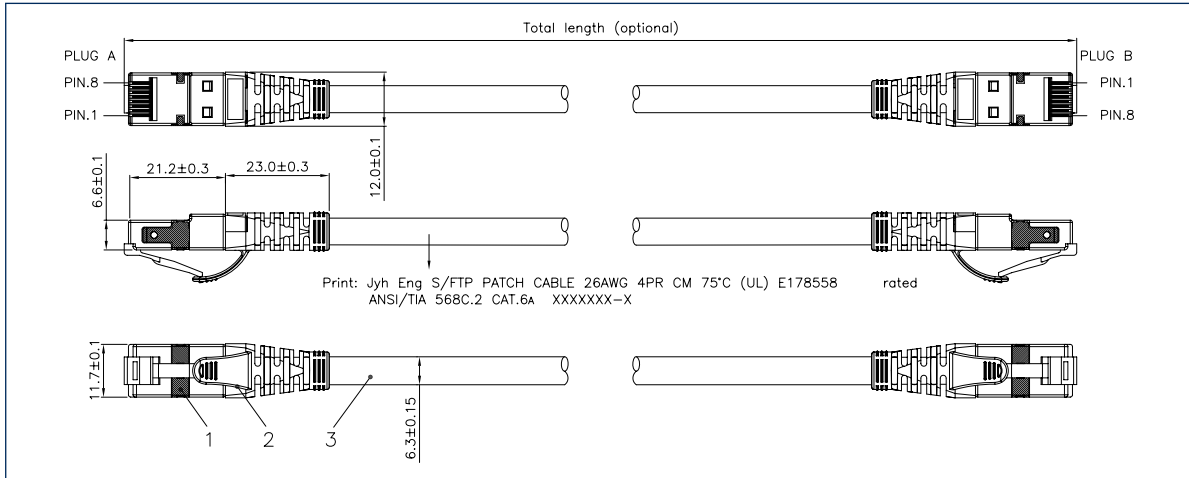 Total length (optional)
PLUG A
PLUG B
PIN.8
PIN.1
PIN.1
PIN.8
12.0±0.1
21.2±0.3
23.0±0.3
6.6±0.1
Print: Jyh Eng S/FTP PATCH CABLE 26AWG 4PR CM 75°C (UL) E178558 rated
ANSI/TIA 568C.2 CAT.6A XXXXXXX-X
11.7±0.1
6.3±0.15
1
2
3